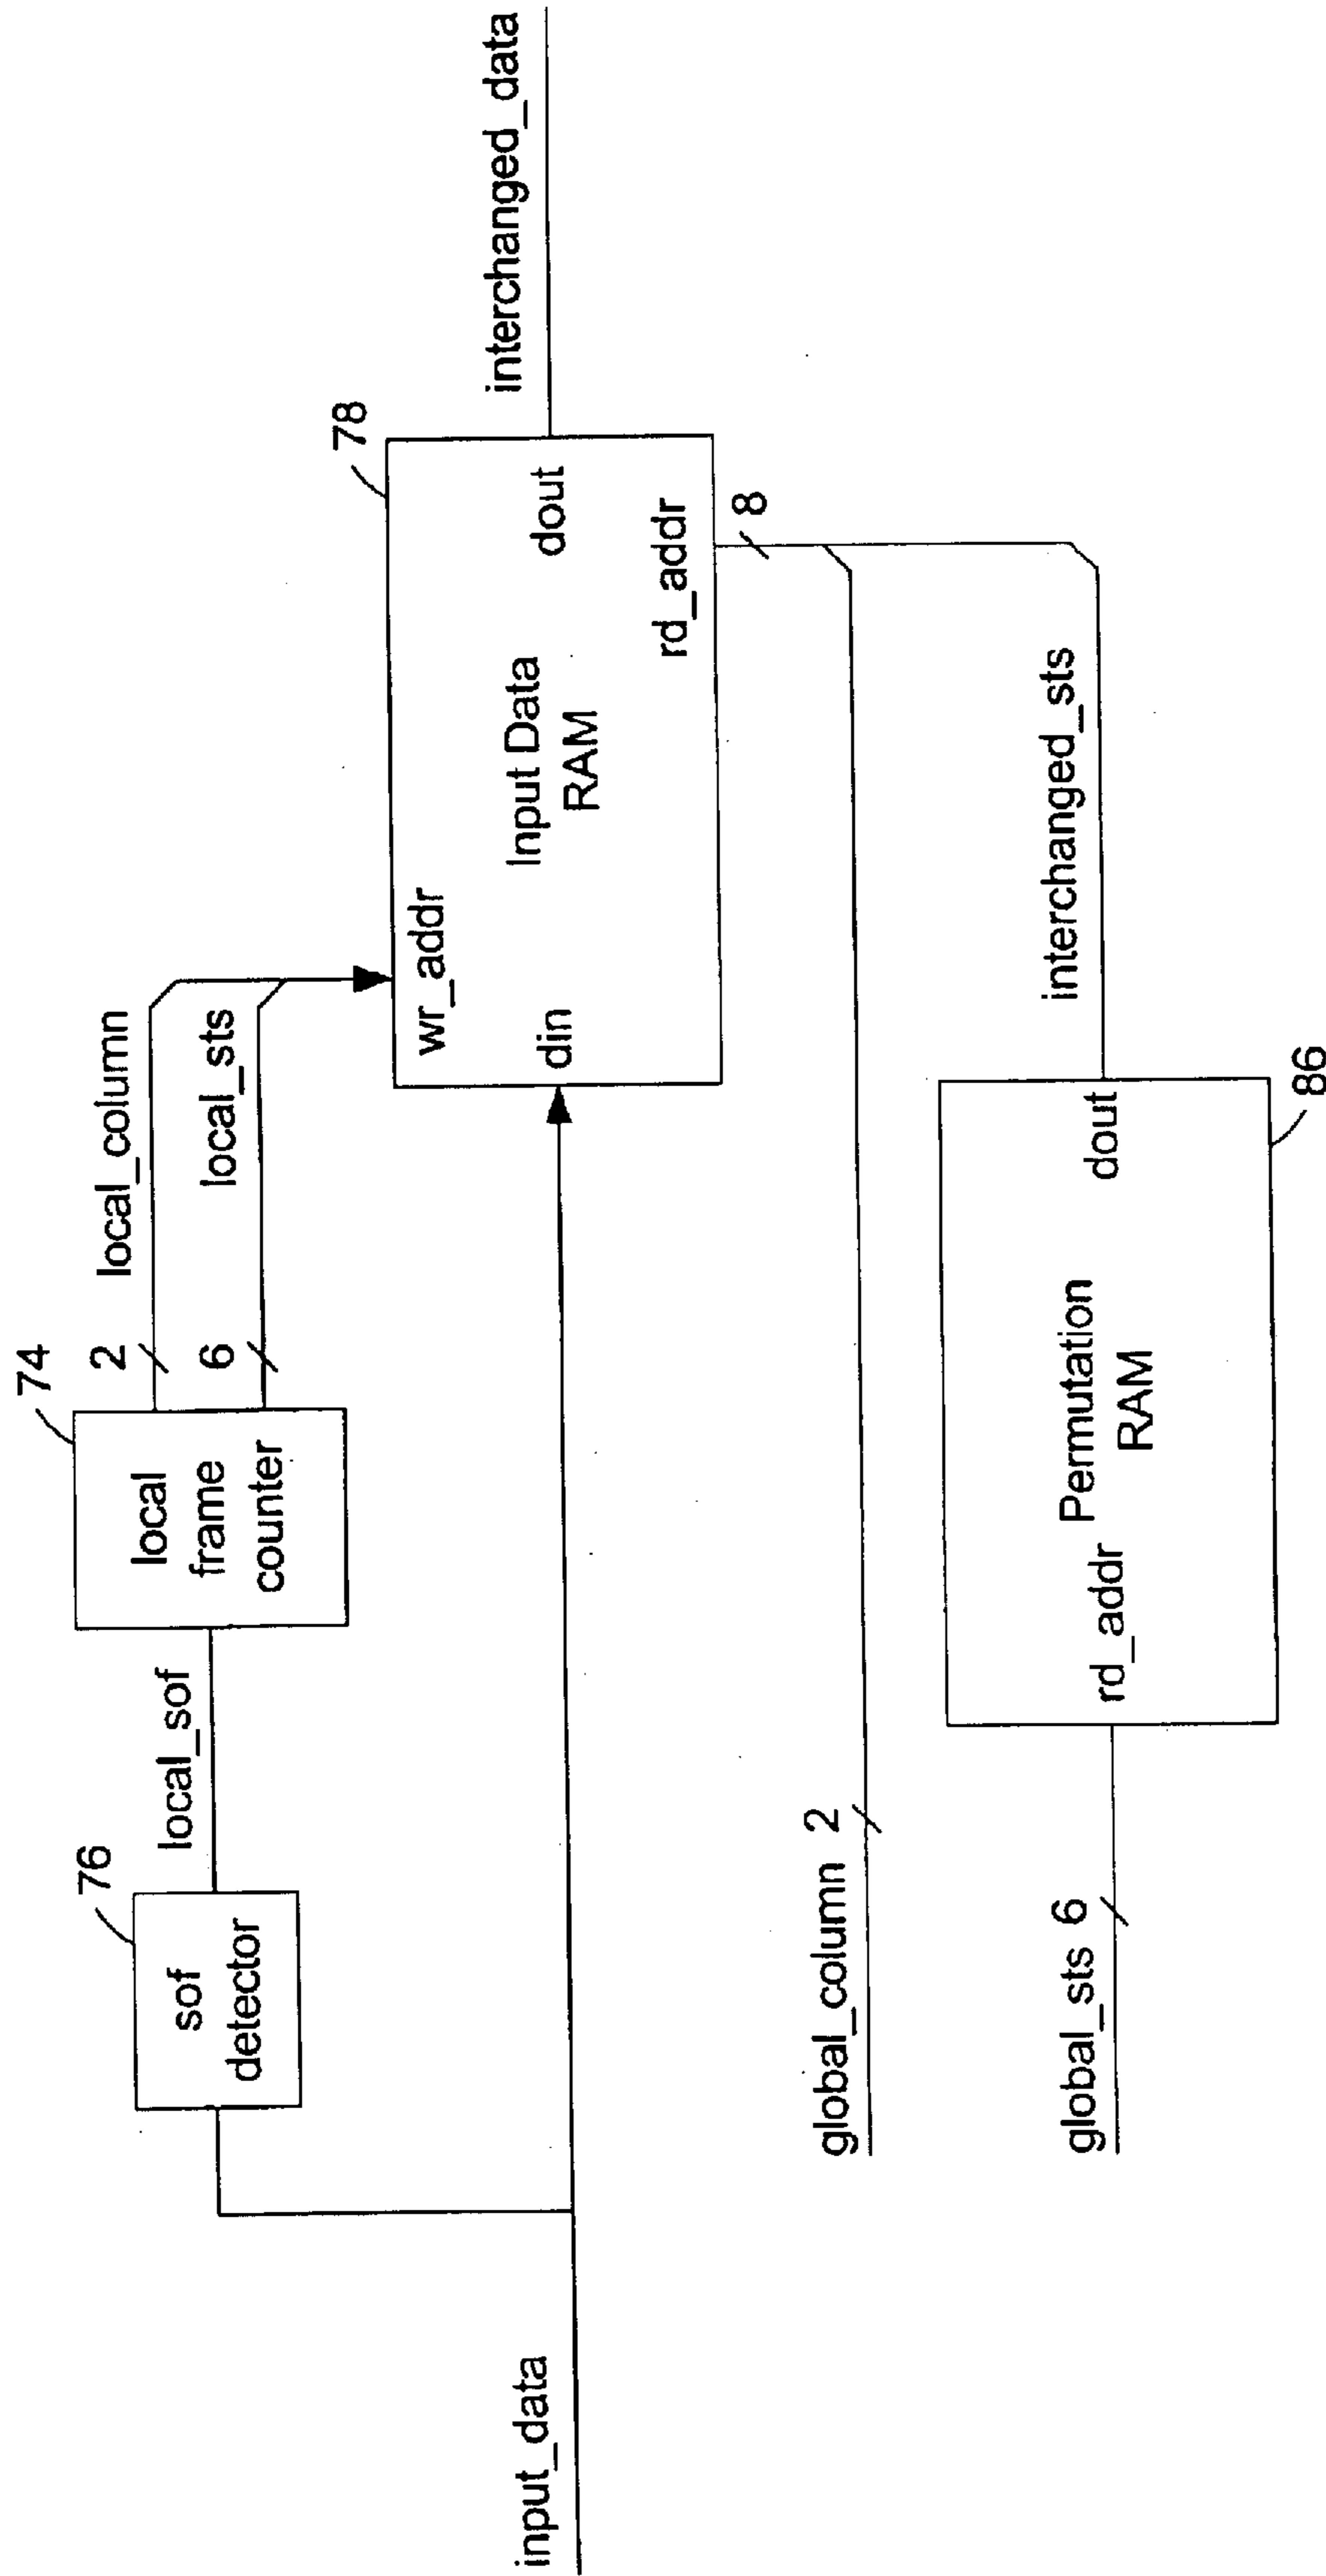 76
sof
detector
local_sof
74
local
frame
counter
2
local_column
6
local_sts
input_data
78
wr_addr
din
Input Data
RAM
dout
rd_addr
interchanged_data
8
global_column 2
global_sts 6
rd_addr
Permutation
RAM
dout
86
interchanged_sts